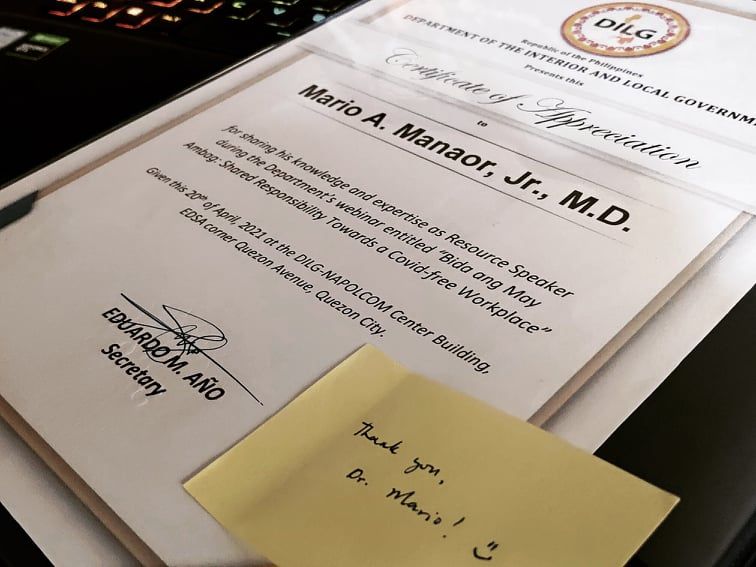 DILG
Republic of the Philippines
DEPARTMENT OF THE INTERIOR AND LOCAL GOVERNM
Presents this
Certificate of Appreciation
to
Mario A. Manaor, Jr., M.D.
for sharing his knowledge and expertise as Resource Speaker
during the Department's webinar entitled "Bida ang May
Ambag: Shared Responsibility Towards a Covid-free Workplace"
Given this 20th of April, 2021 at the DILG-NAPOLCOM Center Building,
EDSA corner Quezon Avenue, Quezon City.
EDUARDO M. AÑO
Secretary
Thank you,
Dr. Mario!